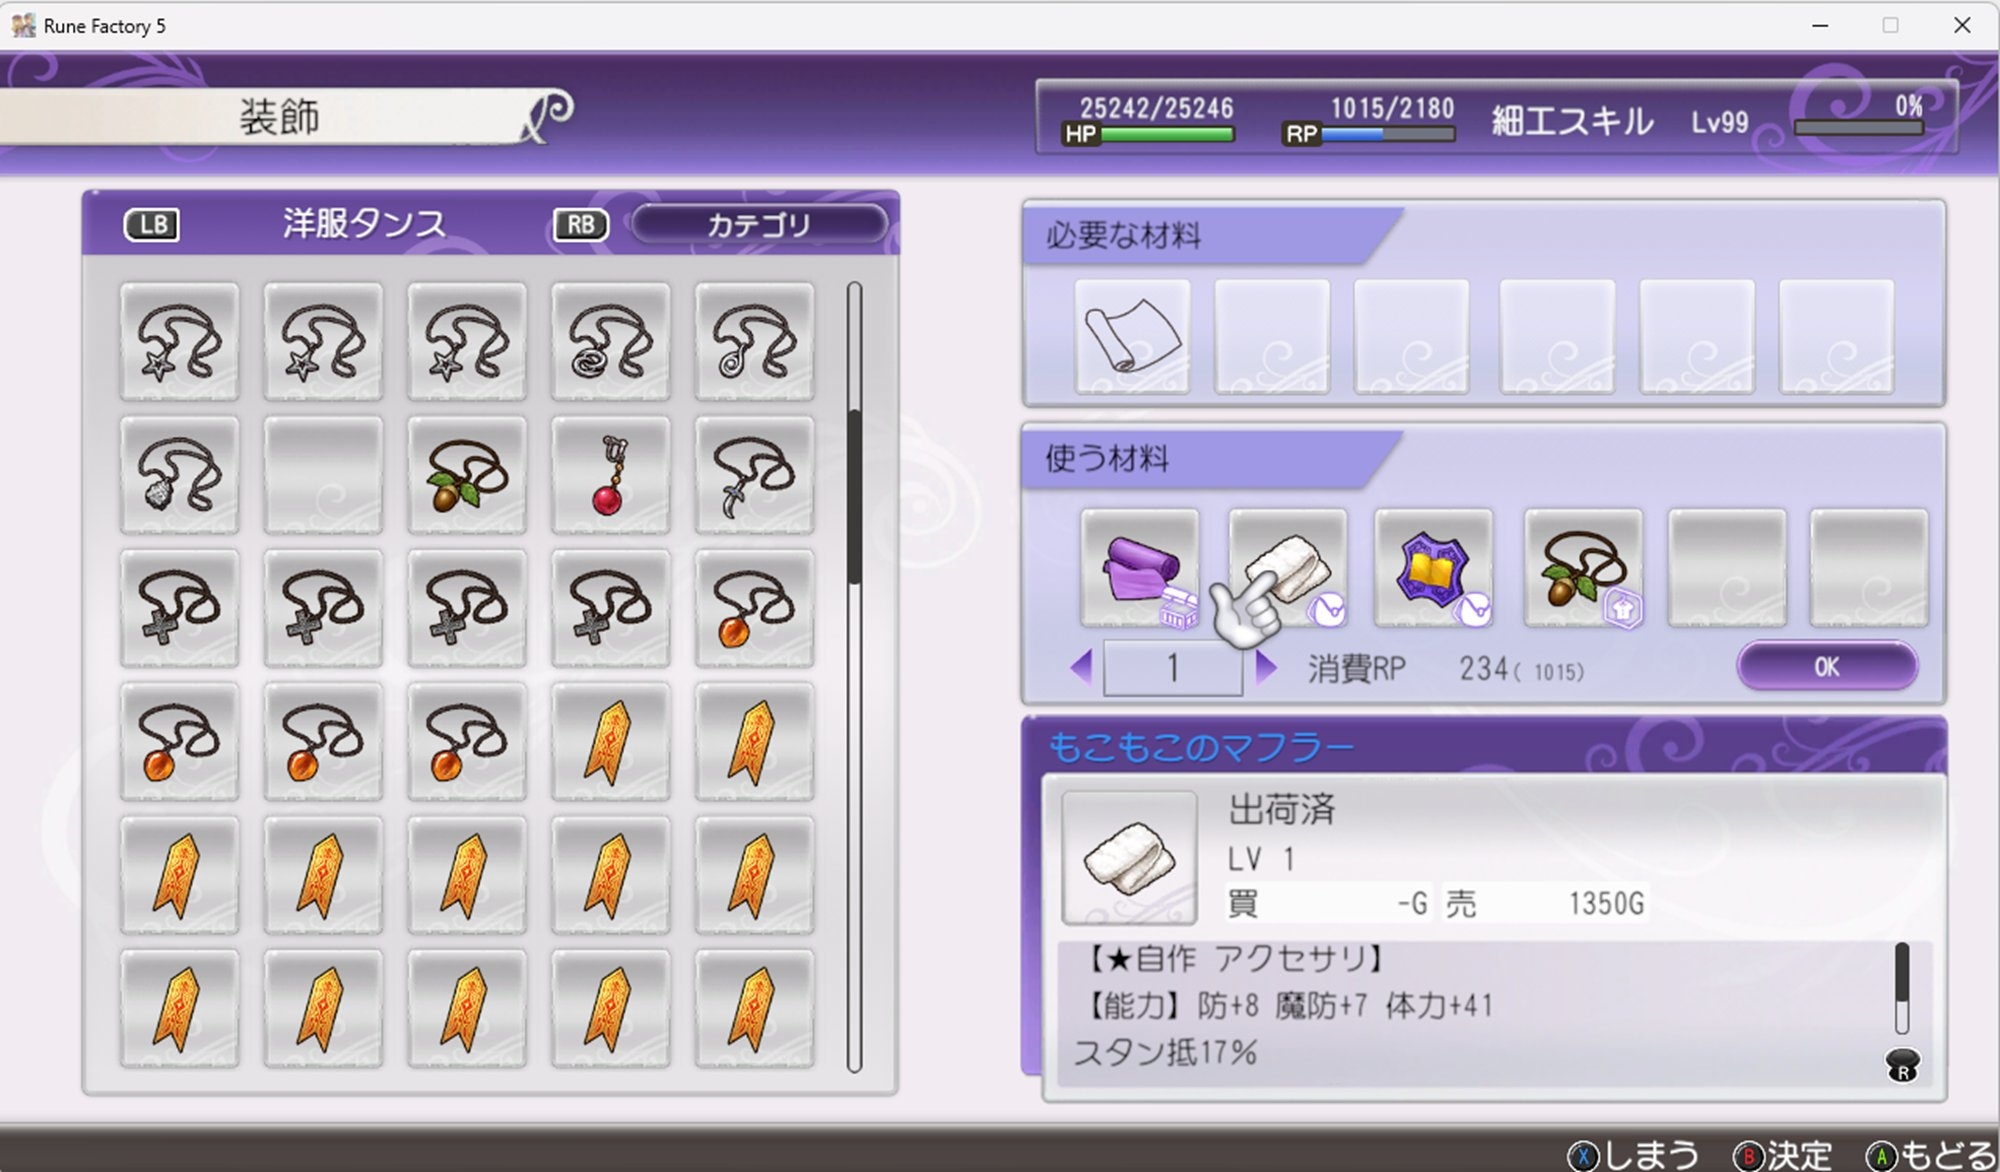 Rune Factory 5
装飾
25242/25246
HP
1015/2180
RP
細工スキル Lv99 0%
LB 洋服タンス RB カテゴリ
必要な材料
使う材料
1 消費RP 234( 1015) OK
もこもこのマフラー
出荷済
LV 1
買 -G 売 1350G
【★自作 アクセサリ】
【能力】防+8 魔防+7 体力+41
スタン抵17%
R
X しまう B 決定 A もどる